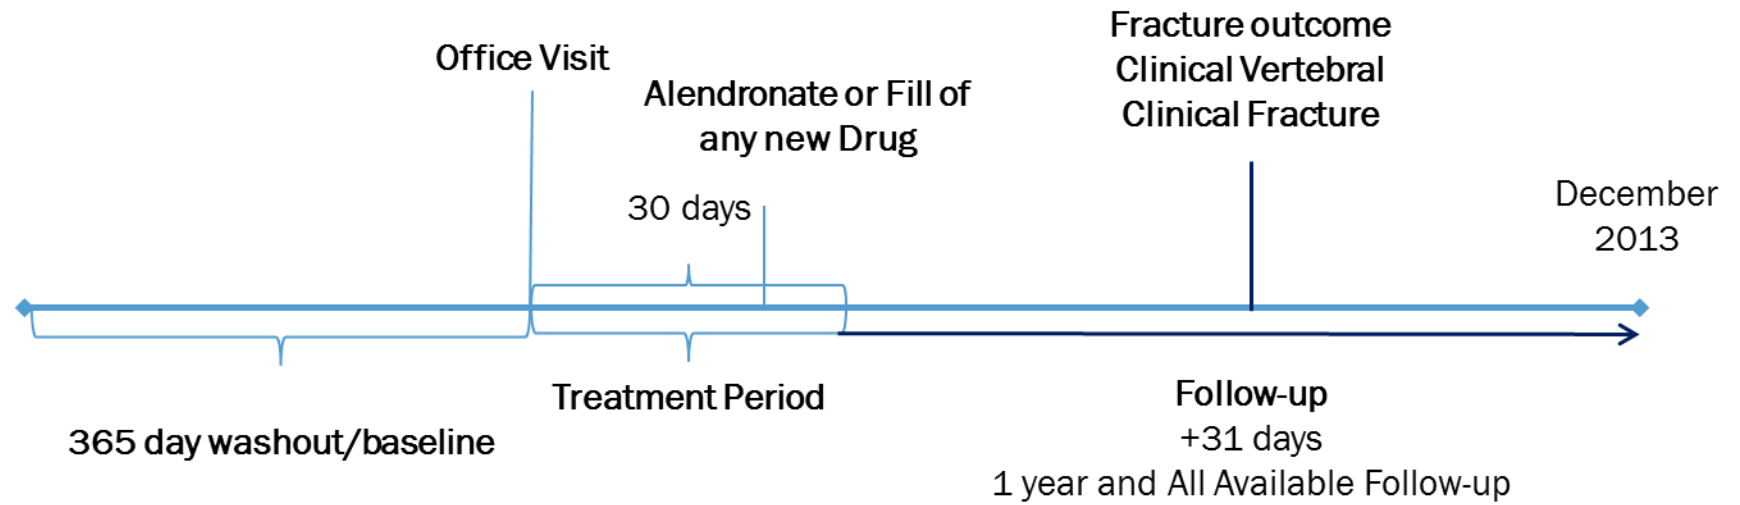 Fracture outcome
Clinical Vertebral
Clinical Fracture
Office Visit
Alendronate or Fill of
any new Drug
30 days
December
2013
Treatment Period
365 day washout/baseline
Follow-up
+31 days
1 year and All Available Follow-up